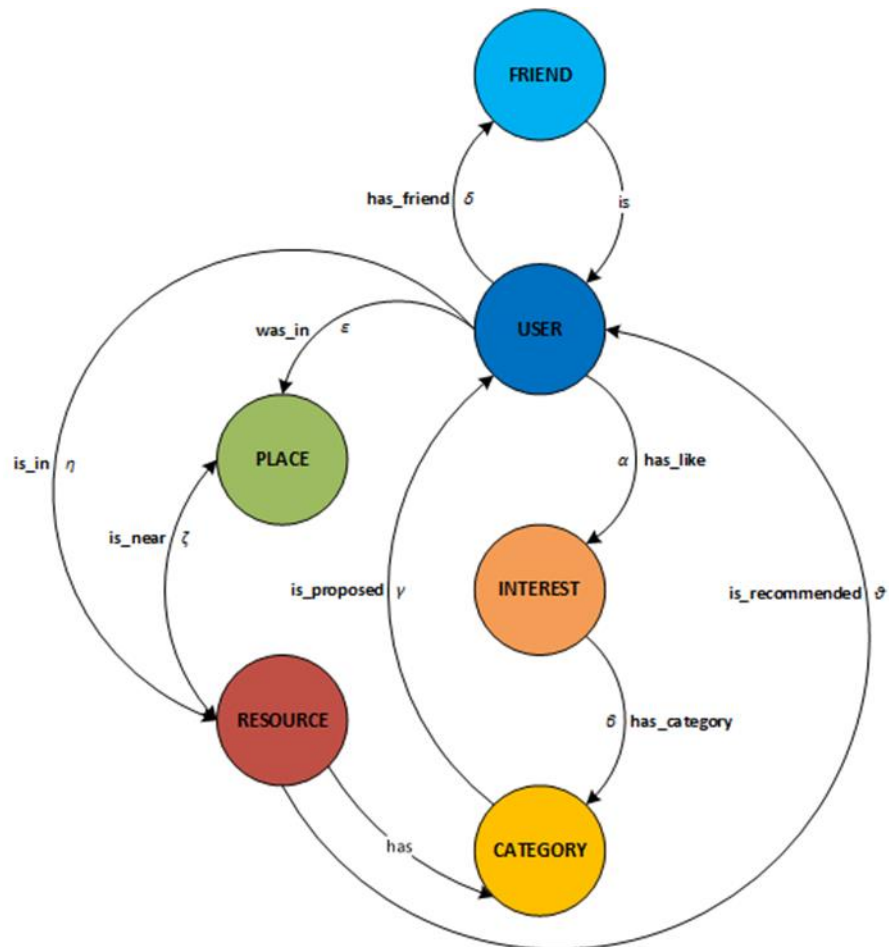 FRIEND
has_friend δ
is
USER
was_in ε
PLACE
is_in η
α has_like
is_near ζ
is_proposed γ
INTEREST
is_recommended ϑ
RESOURCE
β has_category
has
CATEGORY